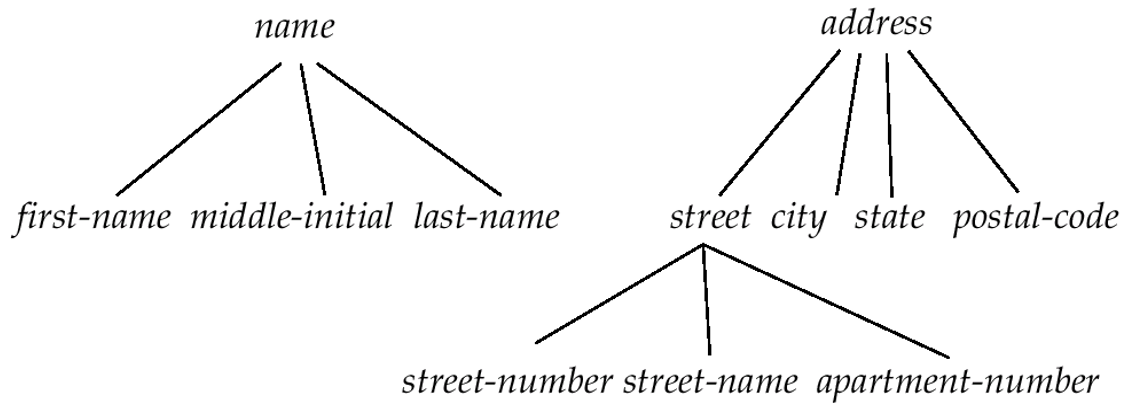 name address
first-name middle-initial last-name street city state postal-code
street-number street-name apartment-number